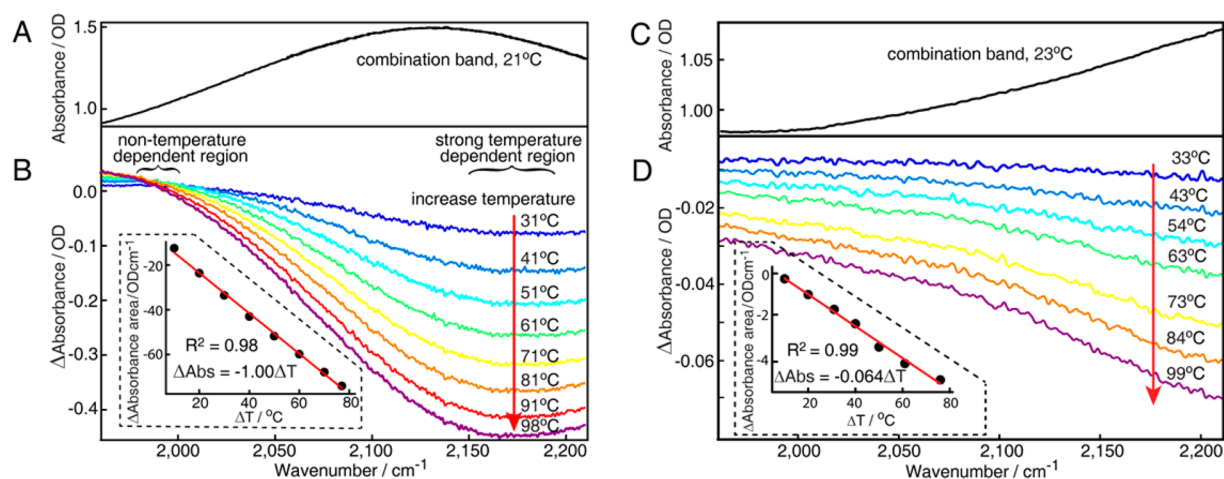 A
Absorbance / OD
1.5
1.0
combination band, 21ºC
non-temperature
dependent region
strong temperature
dependent region
B
ΔAbsorbance / OD
0.0
-0.1
-0.2
-0.3
-0.4
increase temperature
31ºC
41ºC
51ºC
61ºC
71ºC
81ºC
91ºC
98ºC
ΔAbsorbance area/ODcm-1
-20
-40
-60
R² = 0.98
ΔAbs = -1.00ΔT
20 40 60 80
ΔT / ºC
2,000 2,050 2,100 2,150 2,200
Wavenumber / cm-1
C
Absorbance / OD
1.05
1.00
combination band, 23ºC
D
ΔAbsorbance / OD
-0.02
-0.04
-0.06
33ºC
43ºC
54ºC
63ºC
73ºC
84ºC
99ºC
ΔAbsorbance area/ODcm-1
0
-2
-4
R² = 0.99
ΔAbs = -0.064ΔT
20 40 60 80
ΔT / ºC
2,000 2,050 2,100 2,150 2,200
Wavenumber / cm-1